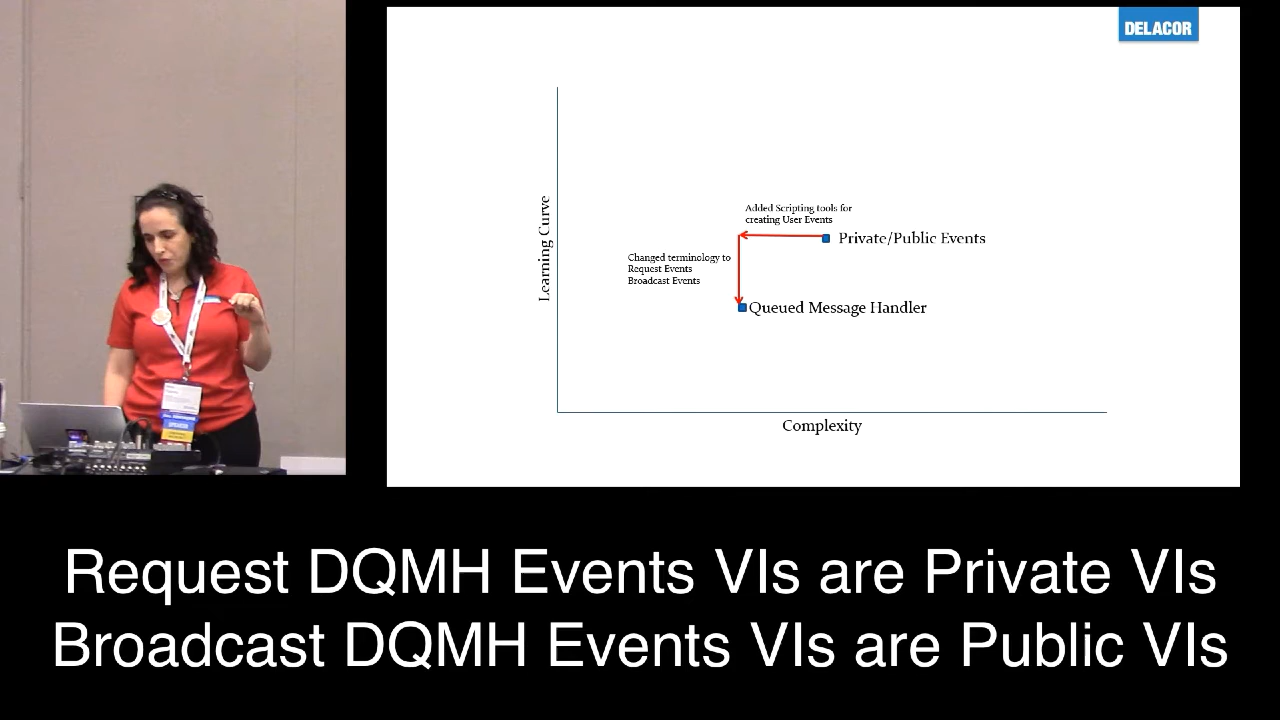 DELACOR
Learning Curve
Added Scripting tools for
creating User Events
Private/Public Events
Changed terminology to
Request Events
Broadcast Events
Queued Message Handler
Complexity
Request DQMH Events VIs are Private VIs
Broadcast DQMH Events VIs are Public VIs